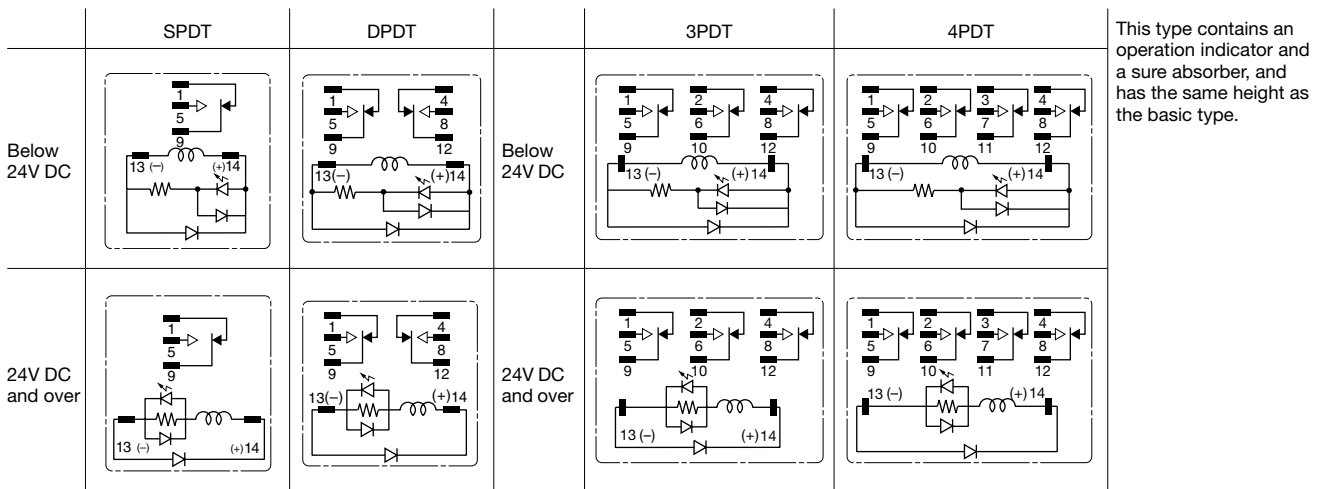 SPDT DPDT 3PDT 4PDT
This type contains an
operation indicator and
a sure absorber, and
has the same height as
the basic type.
Below
24V DC
1
5
9
13 (–) (+)14
1 4
5 8
9 12
13(–) (+)14
Below
24V DC
1 2 4
5 6 8
9 10 12
13 (–) (+)14
1 2 3 4
5 6 7 8
9 10 11 12
13 (–) (+)14
24V DC
and over
1
5
9
13 (–) (+)14
1 4
5 8
9 12
13(–) (+)14
24V DC
and over
1 2 4
5 6 8
9 10 12
13 (–) (+)14
1 2 3 4
5 6 7 8
9 10 11 12
13 (–) (+)14